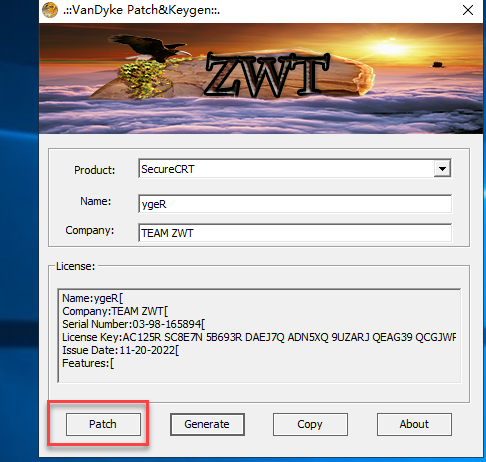 .::VanDyke Patch&Keygen::.
ZWT
Product: SecureCRT
Name: ygeR
Company: TEAM ZWT
License:
Name:ygeR[
Company:TEAM ZWT[
Serial Number:03-98-165894[
License Key:AC125R SC8E7N 5B693R DAEJ7Q ADN5XQ 9UZARJ QEAG39 
Issue Date:11-20-2022[
Features:[
Patch Generate Copy About